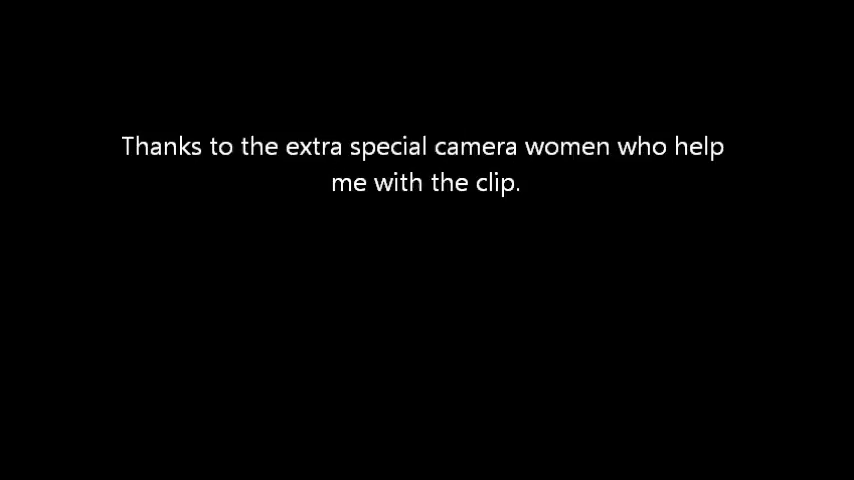 Thanks to the extra special camera women who help
me with the clip.